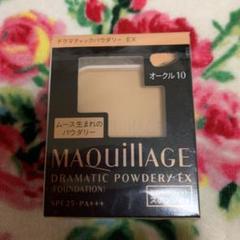 ドラマティックパウダリー EX
オークル10
ムース生まれの
パウダリー
MAQuillAGE
DRAMATIC POWDERY EX
(FOUNDATION)
SPF25・PA+++